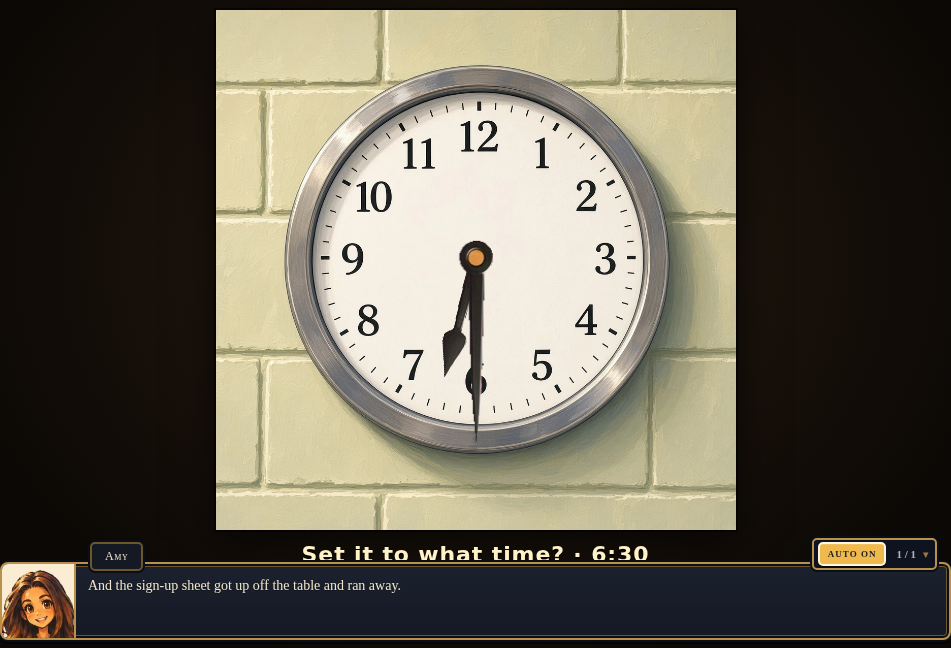 12
11
1
10
2
9
3
8
4
7
5
Set it to what time? · 6:30
AMY
AUTO ON
1 / 1 ▼
And the sign-up sheet got up off the table and ran away.